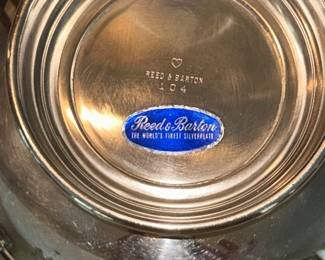 REED & BARTON
104
Reed & Barton
THE WORLD'S FINEST SILVERPLATE